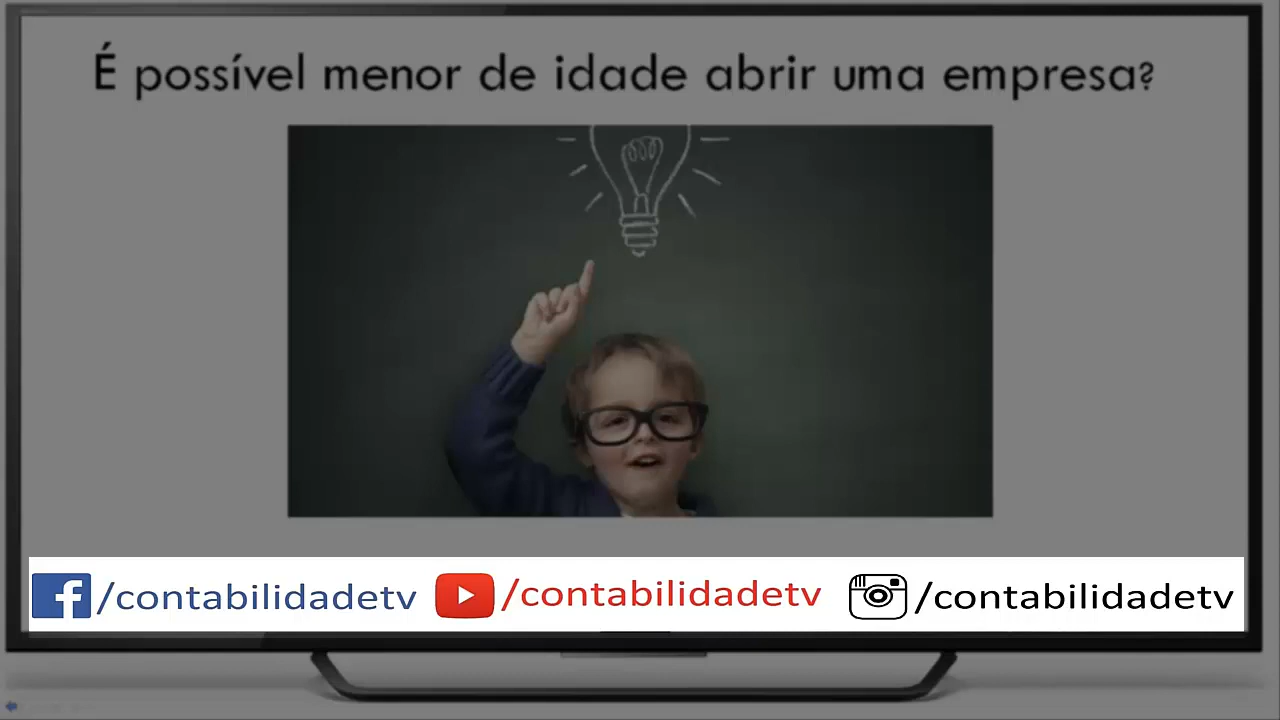 É possível menor de idade abrir uma empresa?
/contabilidadetv /contabilidadetv /contabilidadetv